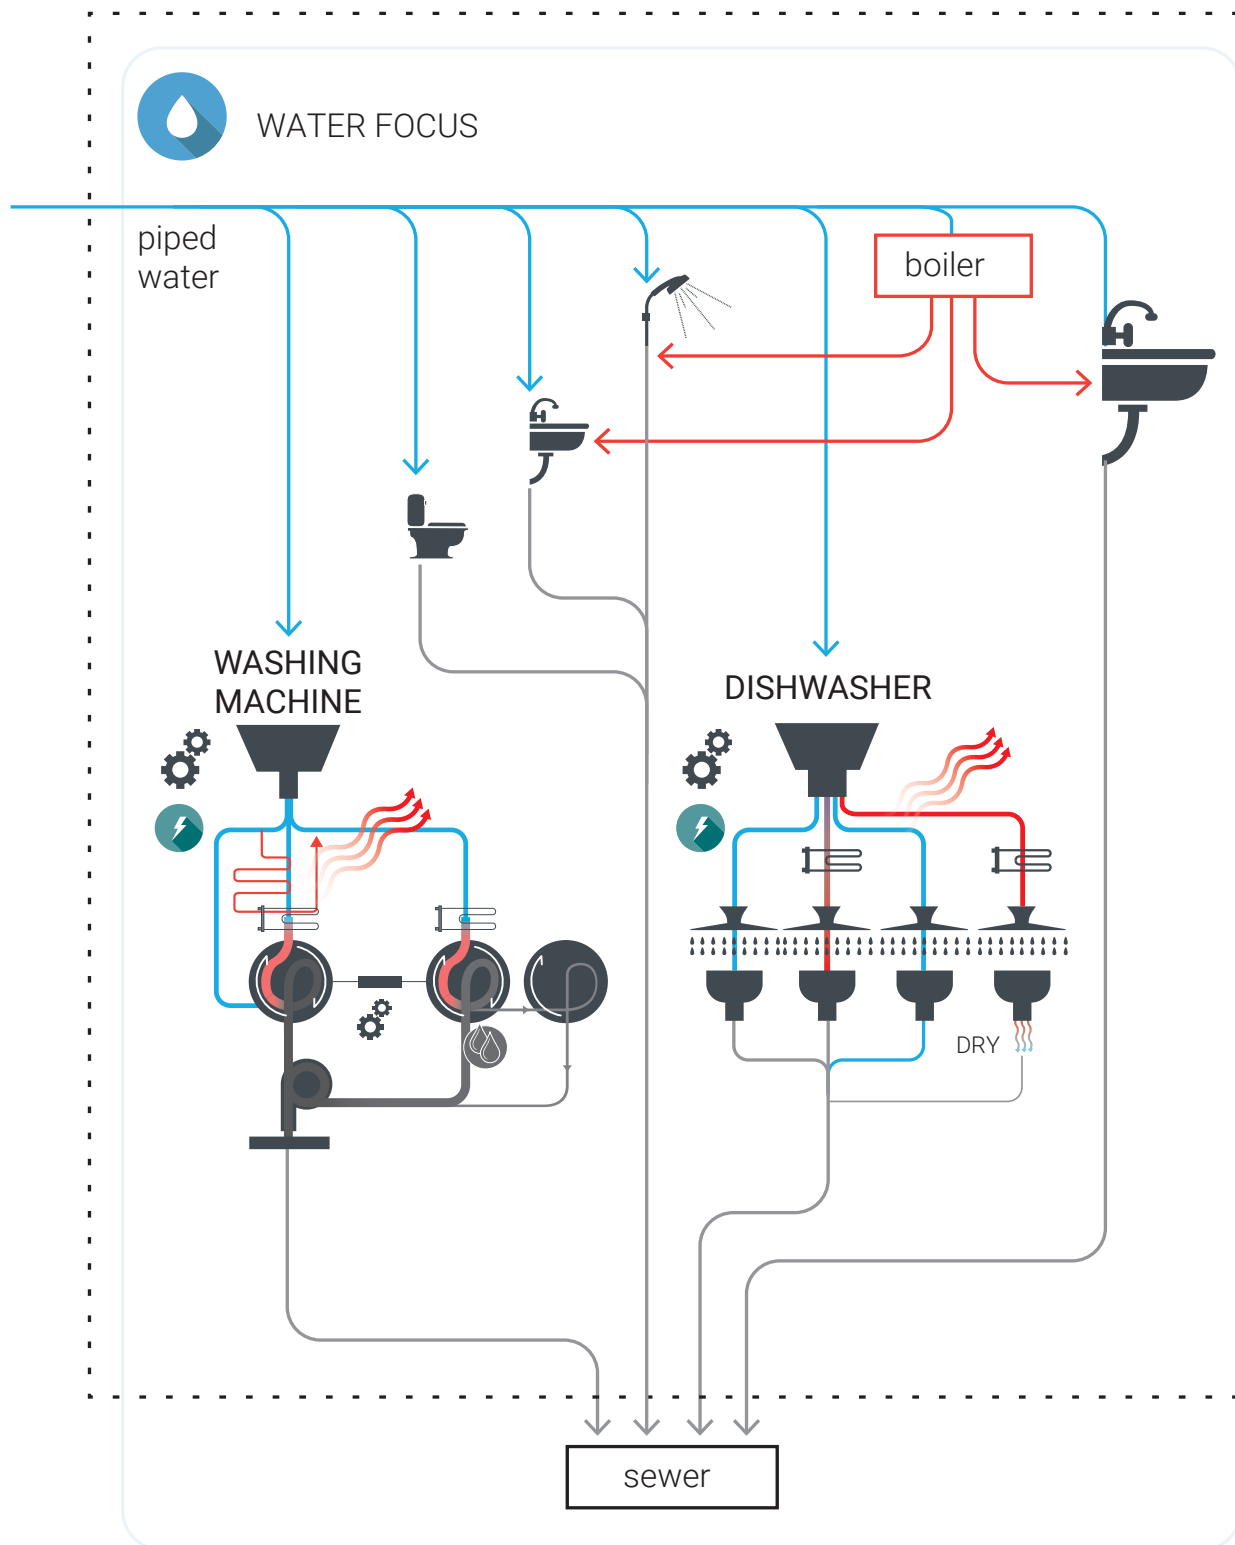 WATER FOCUS
piped
water
boiler
WASHING
MACHINE
DISHWASHER
DRY
sewer